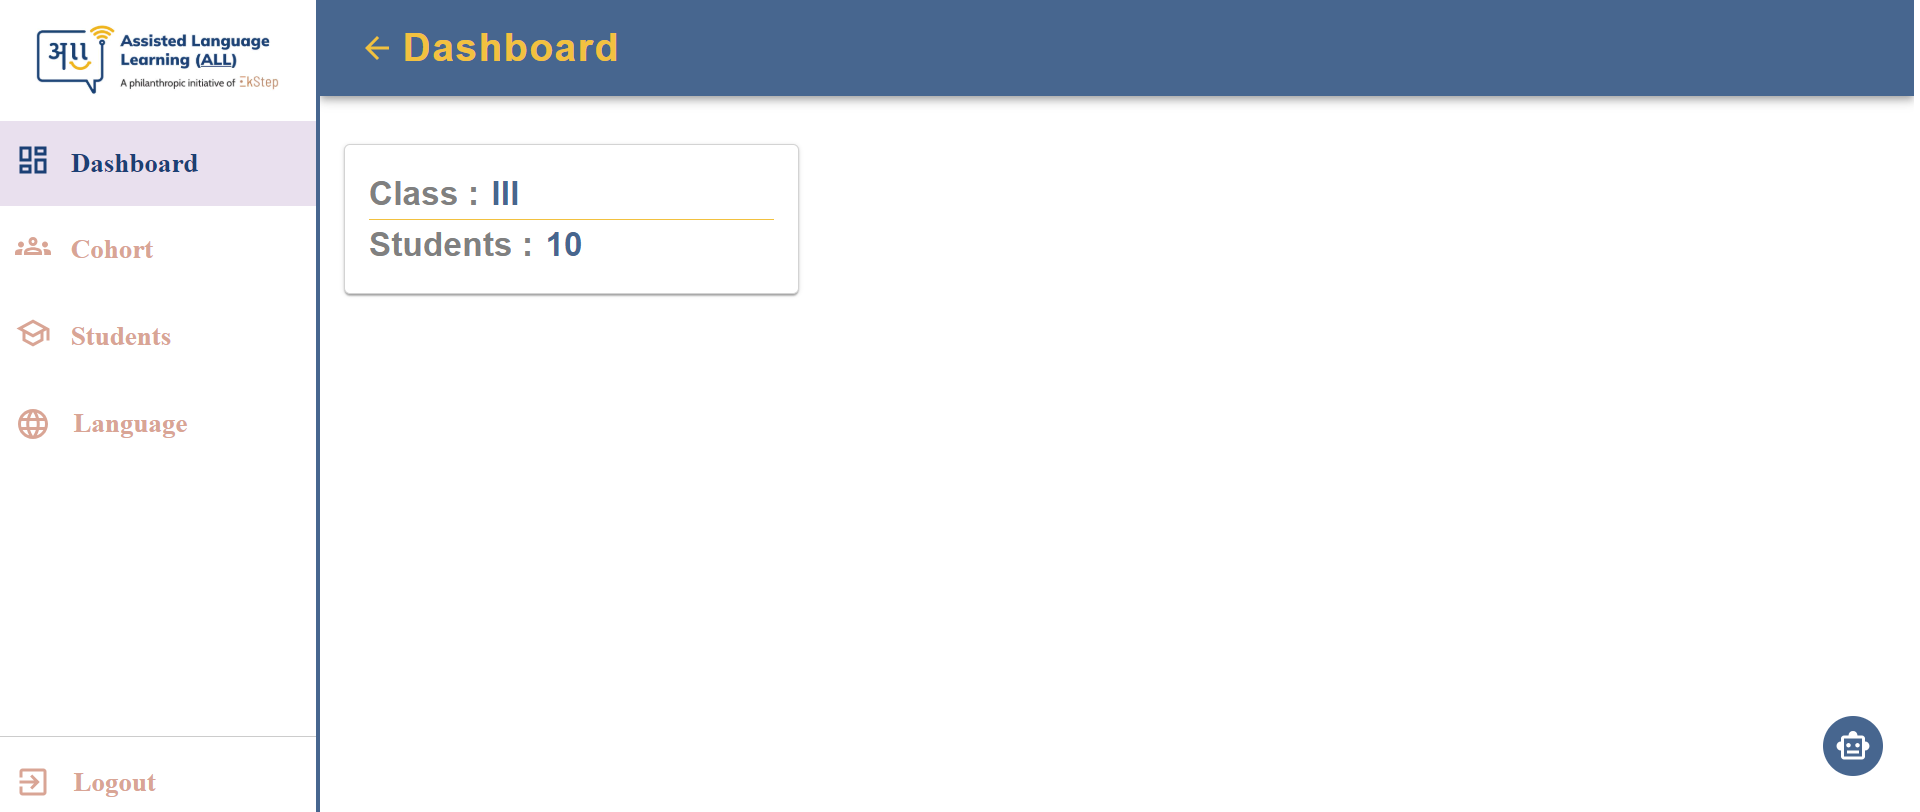 अll
Assisted Language
Learning (ALL)
A philanthropic initiative of EkStep
Dashboard
Cohort
Students
Language
Logout
Dashboard
Class : III
Students : 10